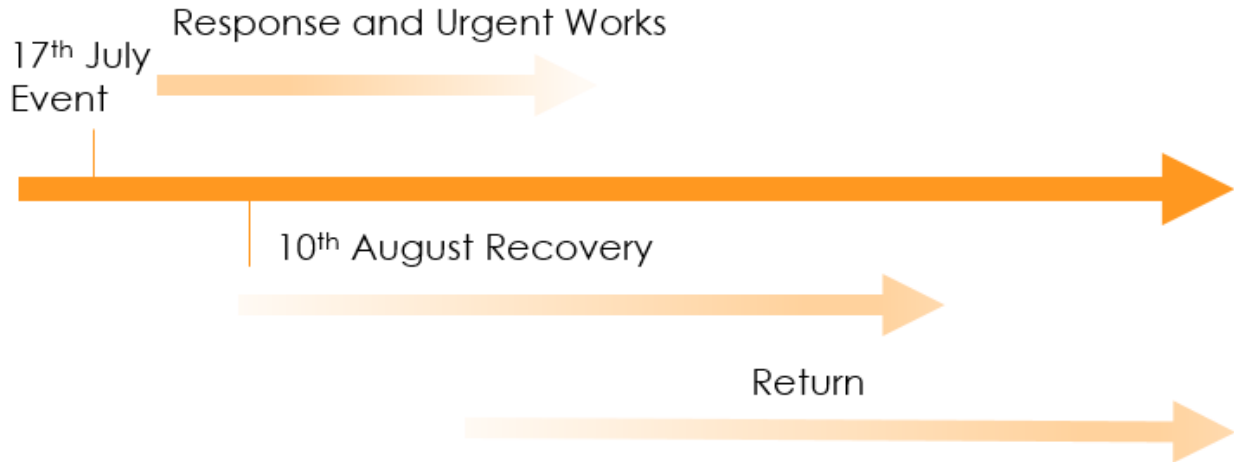 Response and Urgent Works
17th July
Event
10th August Recovery
Return